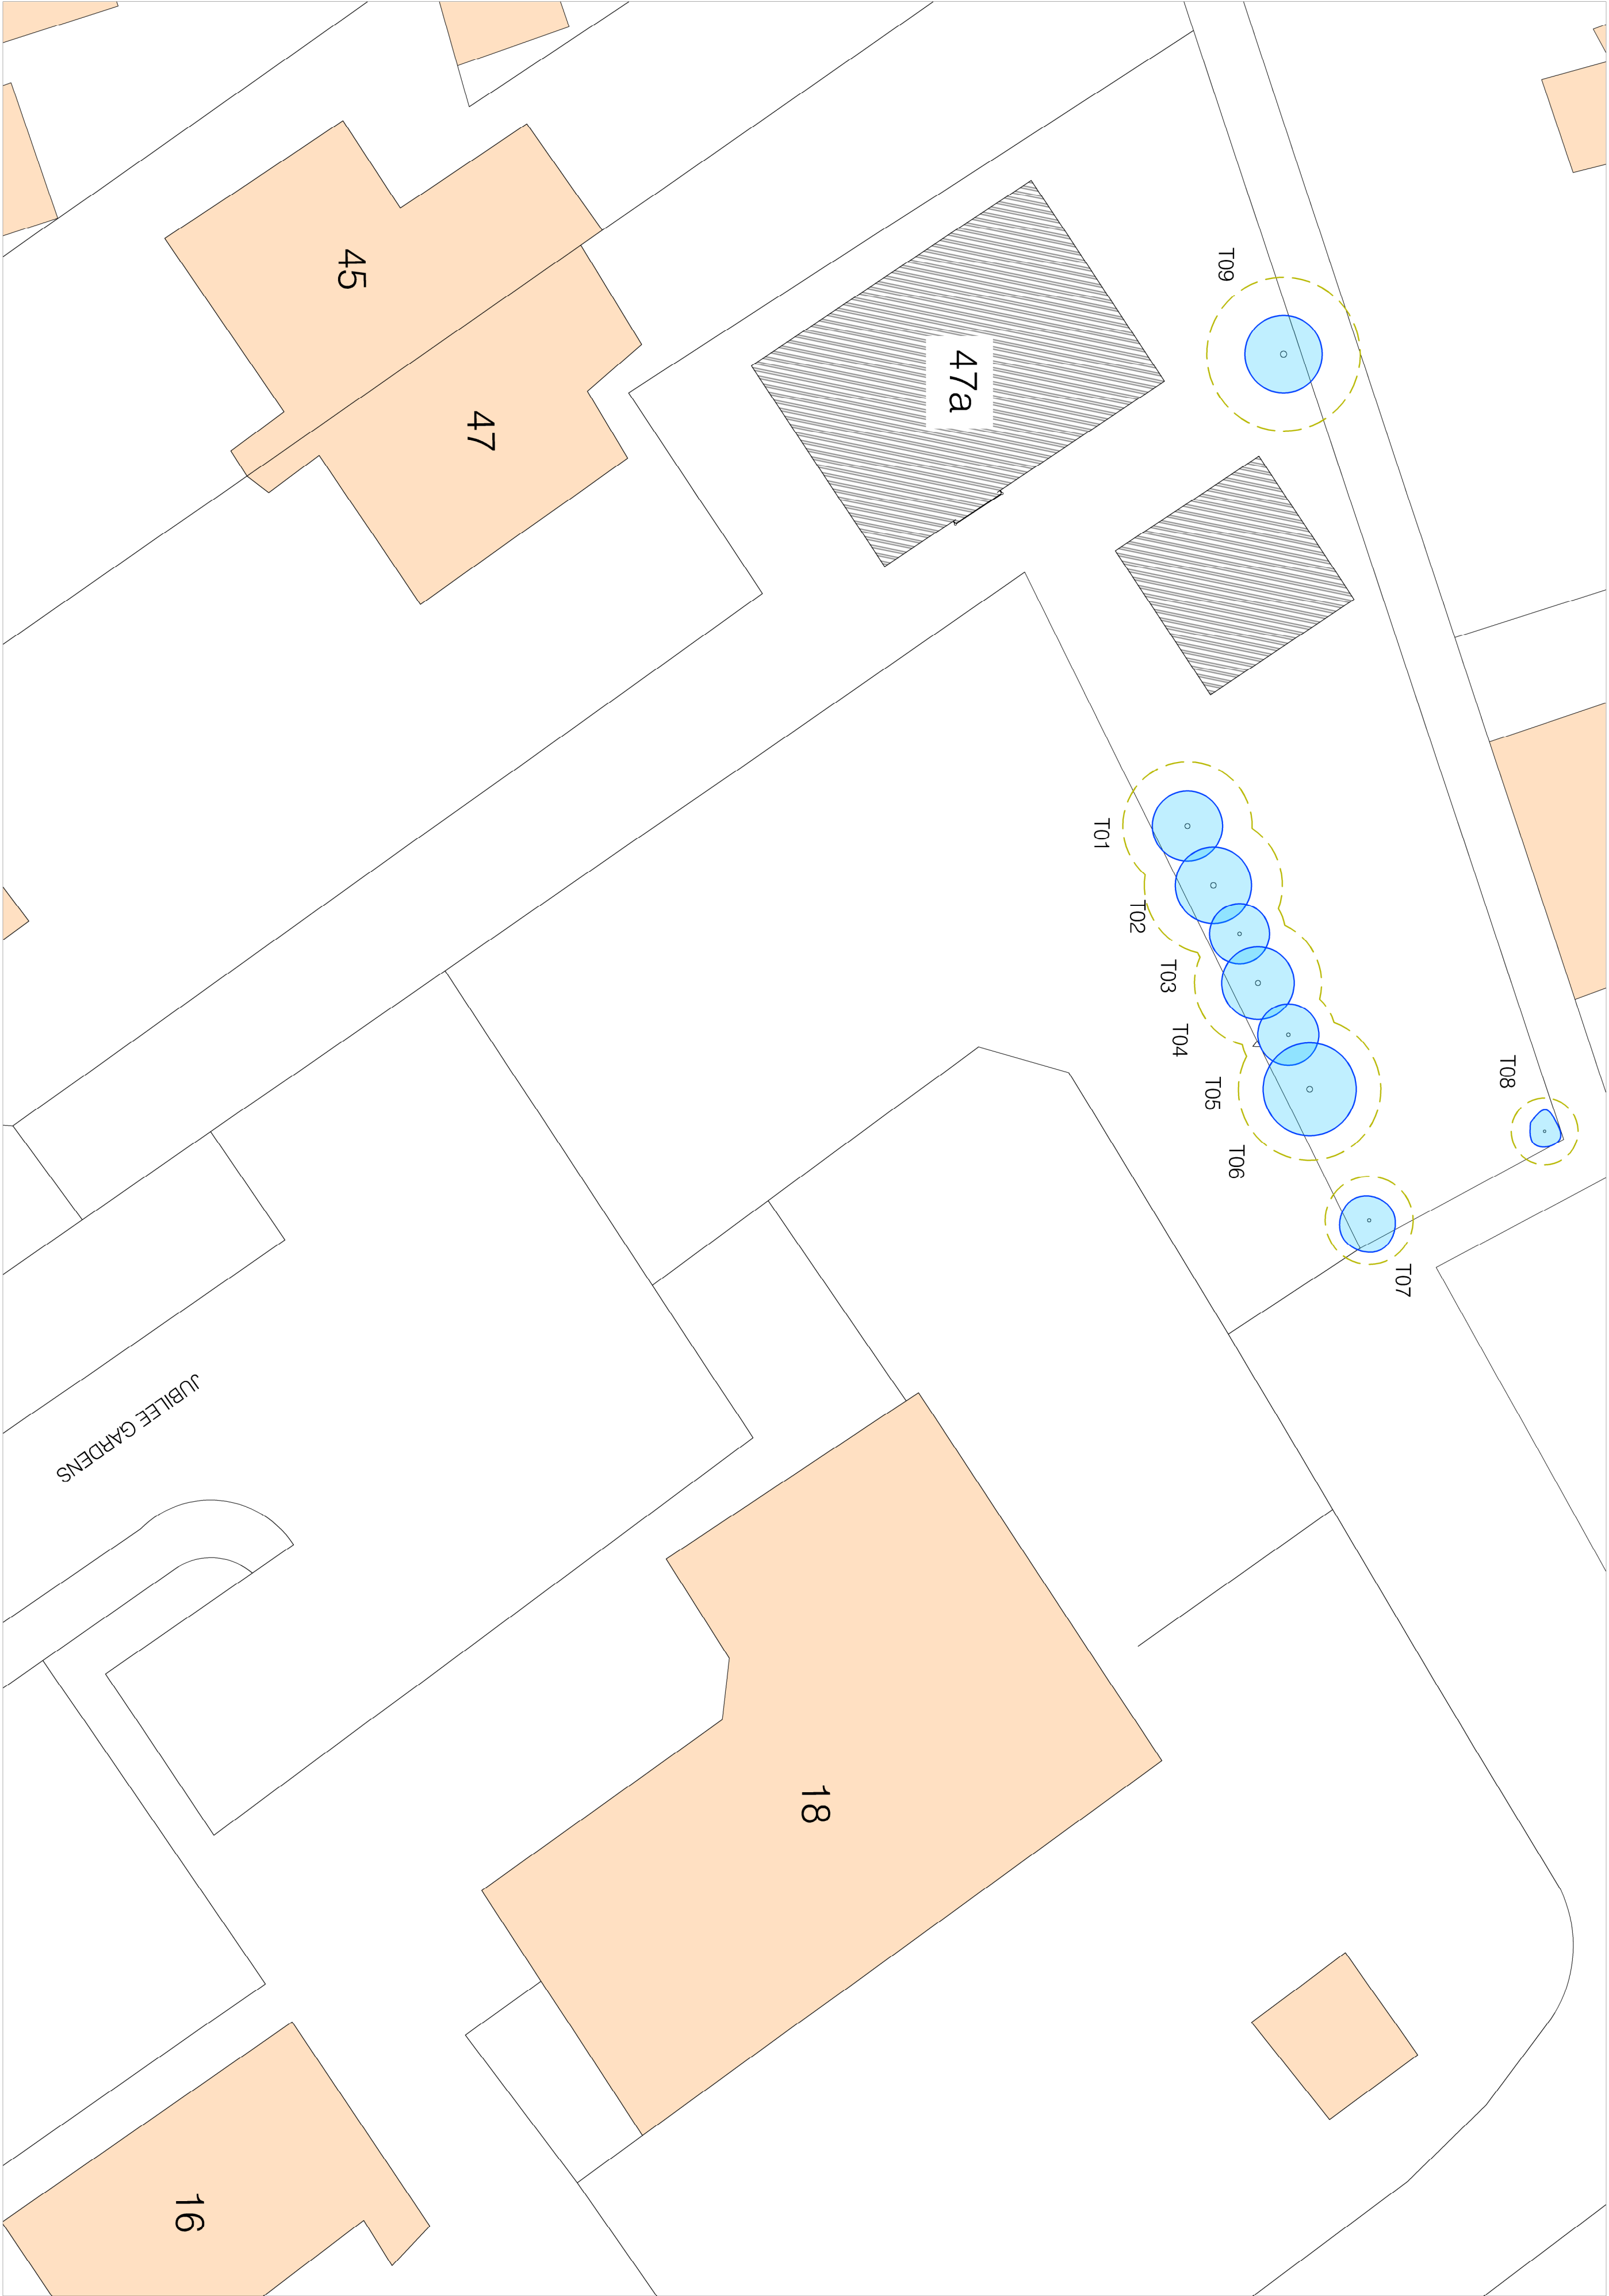 45
47
47a
T09
T01
T02
T03
T04
T05
T06
T07
T08
JUBILEE GARDENS
18
16